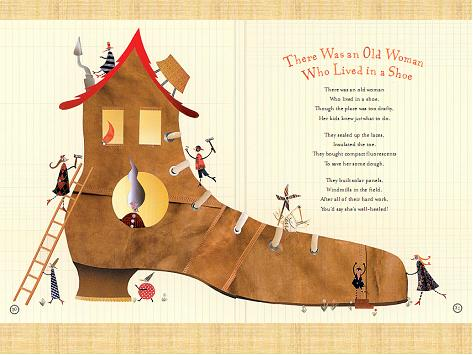 There Was an Old Woman
Who Lived in a Shoe
There was an old woman
Who lived in a shoe,
Though the place was too drafty,
Her kids knew just what to do.
They sealed up the laces,
Insulated the toe.
They bought compact fluorescents
To save her some dough.
They built solar panels,
Windmills in the field,
After all of their hard work,
You'd say she's well-heeled!